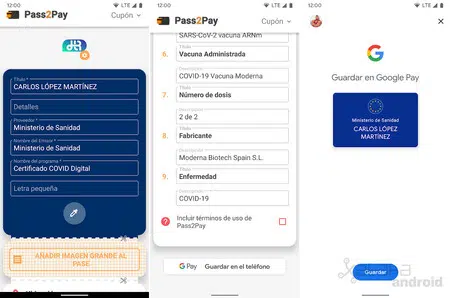 12:00
LTE
Pass2Pay
Cupón
Título *
CARLOS LÓPEZ MARTÍNEZ
Detalles
Proveedor *
Ministerio de Sanidad
Nombre del Emisor *
Ministerio de Sanidad
Nombre del programa *
Certificado COVID Digital
Letra pequeña
AÑADIR IMAGEN GRANDE AL
PASE
12:00
LTE
Pass2Pay
Cupón
SARS-CoV-2 vacuna ARNm
Título
6.
Vacuna Administrada
Descripción
COVID-19 Vacuna Moderna
Título
7.
Número de dosis
Descripción
2 de 2
Título
8.
Fabricante
Descripción
Moderna Biotech Spain S.L.
Título
9.
Enfermedad
Descripción
COVID-19
Incluir términos de uso de
Pass2Pay
G Pay
Guardar en el teléfono
12:00
LTE
Guardar en Google Pay
Ministerio de Sanidad
CARLOS LÓPEZ
MARTÍNEZ
Guardar
android